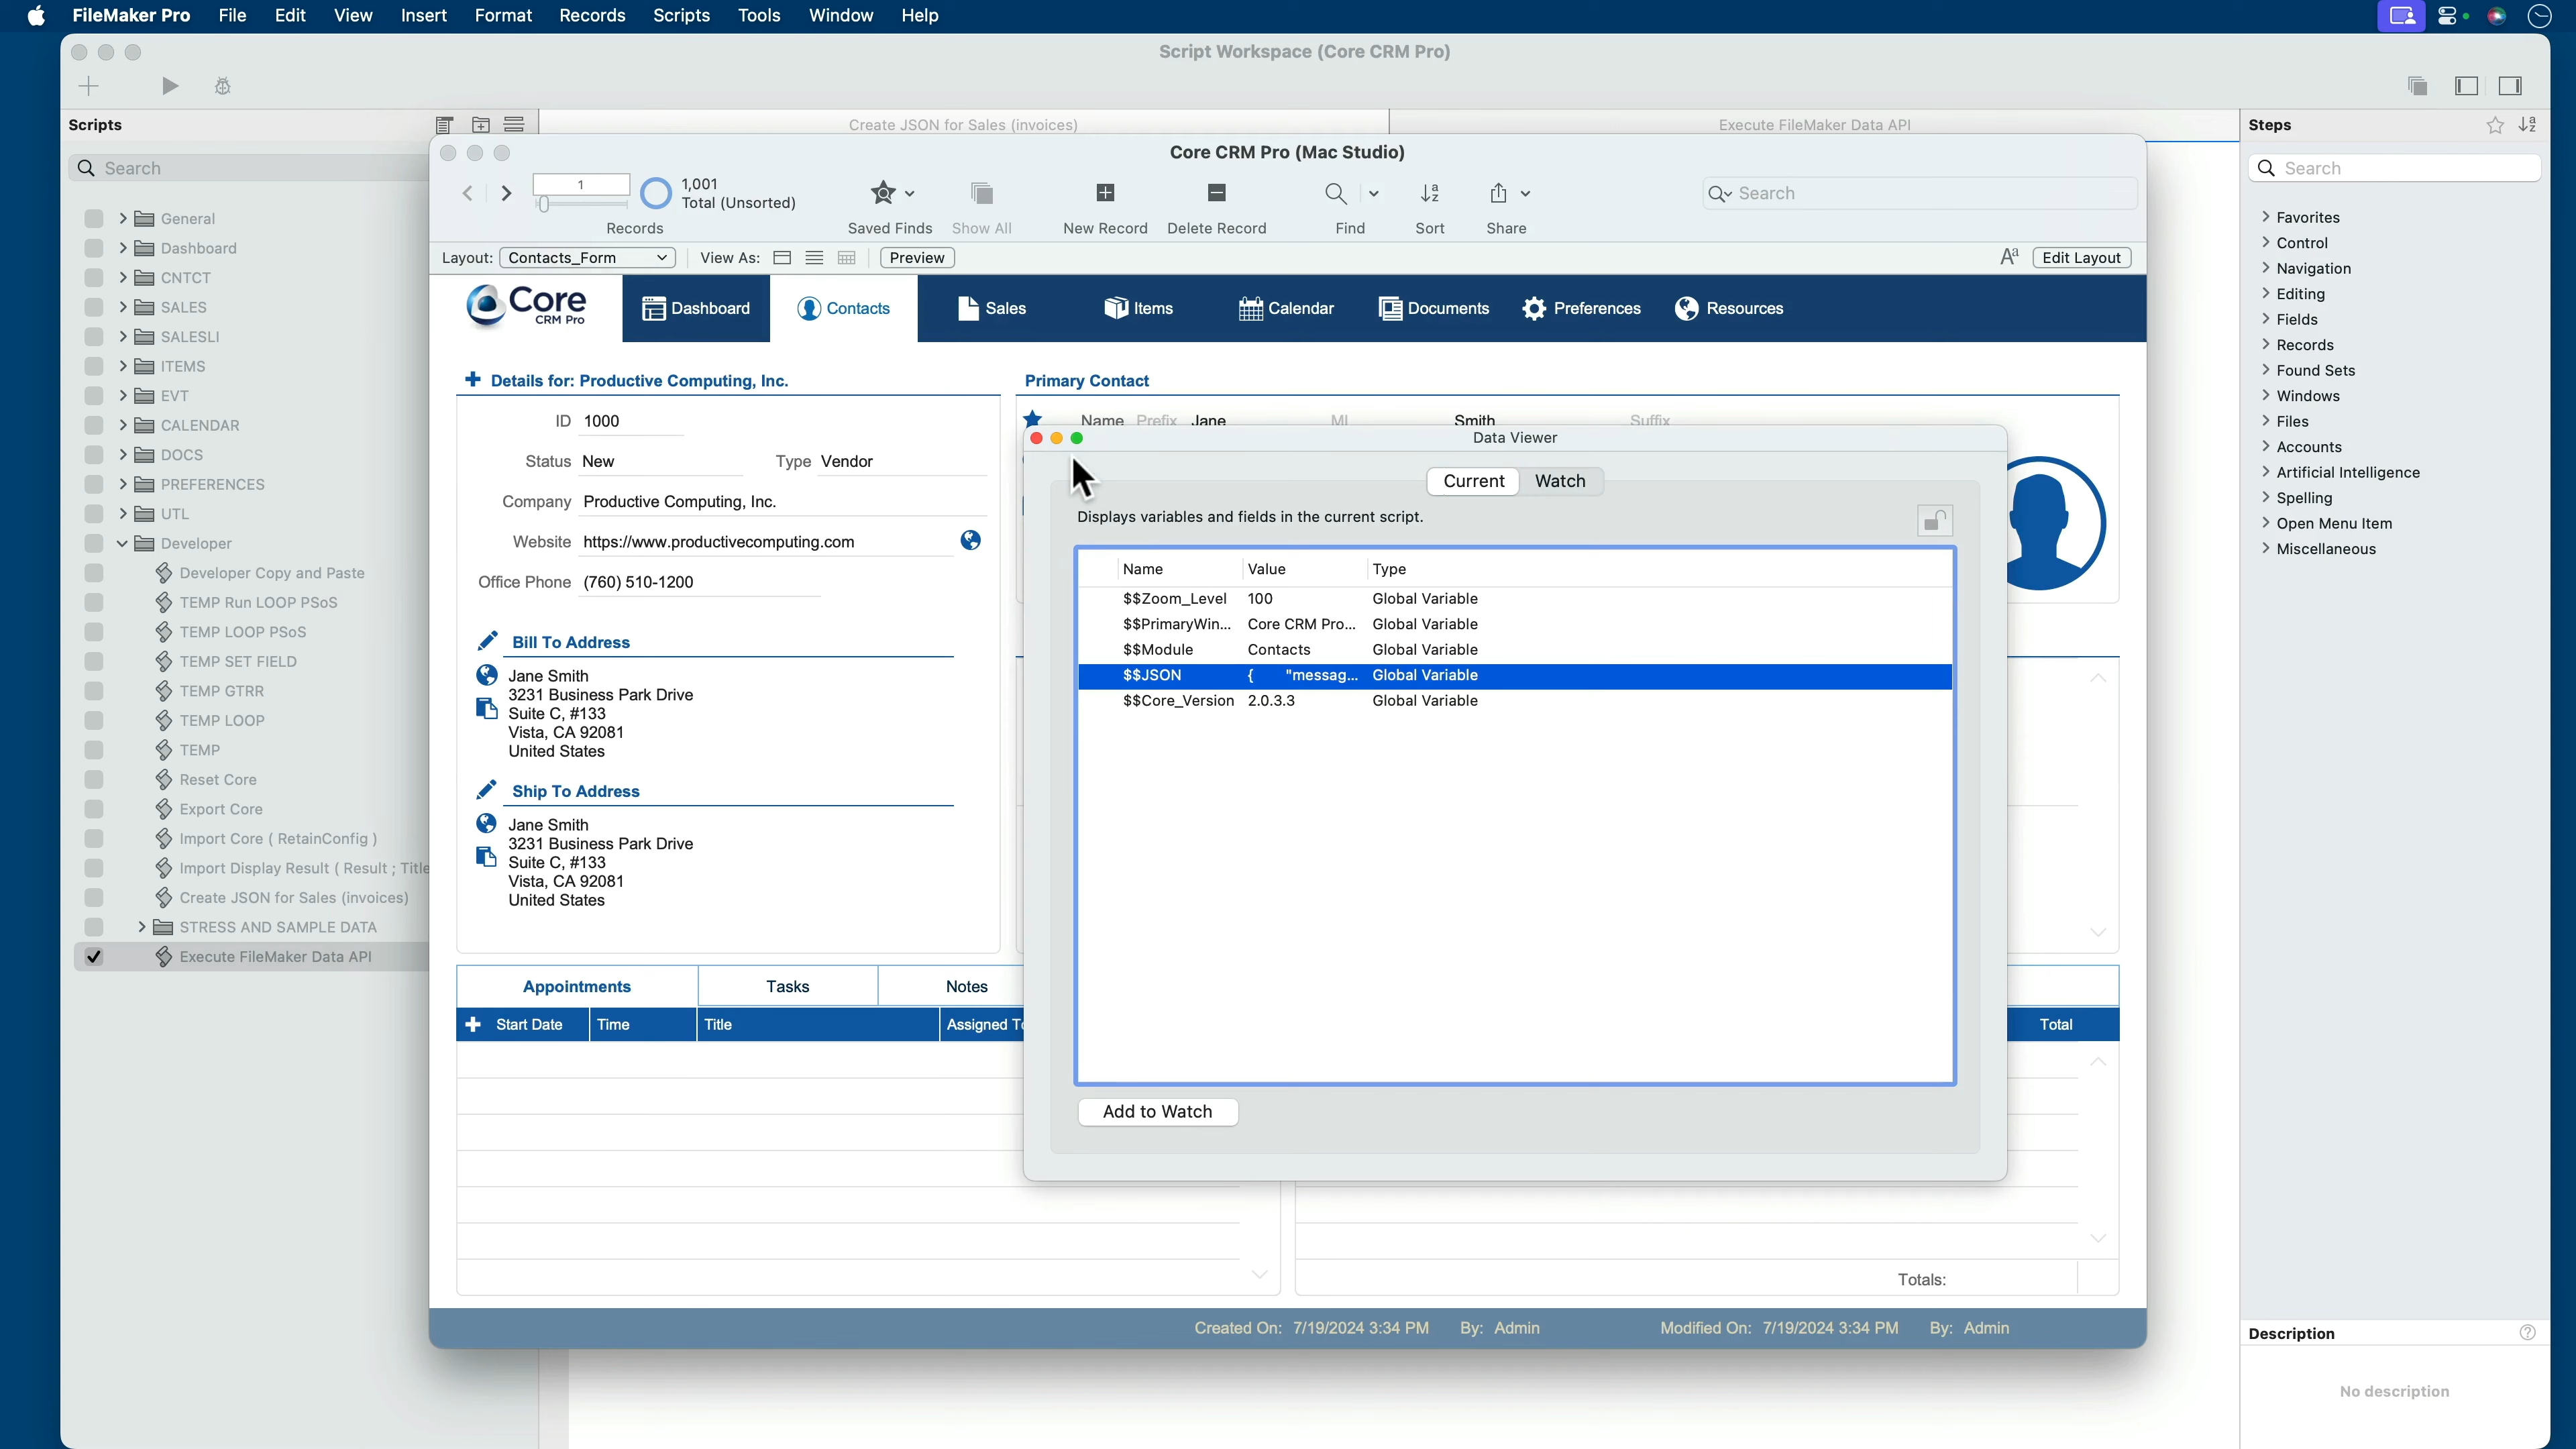 FileMaker Pro File Edit View Insert Format Records Scripts Tools Window Help
Script Workspace (Core CRM Pro)
Scripts
Create JSON for Sales (invoices)
Execute FileMaker Data API
Steps
Search
General
Dashboard
CNTCT
SALES
SALESLI
ITEMS
EVT
CALENDAR
DOCS
PREFERENCES
UTL
Developer
Developer Copy and Paste
TEMP Run LOOP PSoS
TEMP LOOP PSoS
TEMP SET FIELD
TEMP GTRR
TEMP LOOP
TEMP
Reset Core
Export Core
Import Core ( RetainConfig )
Import Display Result ( Result ; Title
Create JSON for Sales (invoices)
STRESS AND SAMPLE DATA
Execute FileMaker Data API
Core CRM Pro (Mac Studio)
1
1,001
Total (Unsorted)
Records
Saved Finds
Show All
New Record
Delete Record
Find
Sort
Share
Search
Layout: Contacts_Form
View As:
Preview
Aa
Edit Layout
Core
CRM Pro
Dashboard
Contacts
Sales
Items
Calendar
Documents
Preferences
Resources
Details for: Productive Computing, Inc.
ID 1000
Status New
Type Vendor
Company Productive Computing, Inc.
Website https://www.productivecomputing.com
Office Phone (760) 510-1200
Bill To Address
Jane Smith
3231 Business Park Drive
Suite C, #133
Vista, CA 92081
United States
Ship To Address
Jane Smith
3231 Business Park Drive
Suite C, #133
Vista, CA 92081
United States
Primary Contact
Name Prefix Jane MI Smith Suffix
Data Viewer
Current
Watch
Displays variables and fields in the current script.
Name Value Type
$$Zoom_Level 100 Global Variable
$$PrimaryWin... Core CRM Pro... Global Variable
$$Module Contacts Global Variable
$$JSON { "messag... Global Variable
$$Core_Version 2.0.3.3 Global Variable
Add to Watch
Appointments
Tasks
Notes
Start Date
Time
Title
Assigned To
Total
Totals:
Created On: 7/19/2024 3:34 PM By: Admin
Modified On: 7/19/2024 3:34 PM By: Admin
Search
Favorites
Control
Navigation
Editing
Fields
Records
Found Sets
Windows
Files
Accounts
Artificial Intelligence
Spelling
Open Menu Item
Miscellaneous
Description
No description